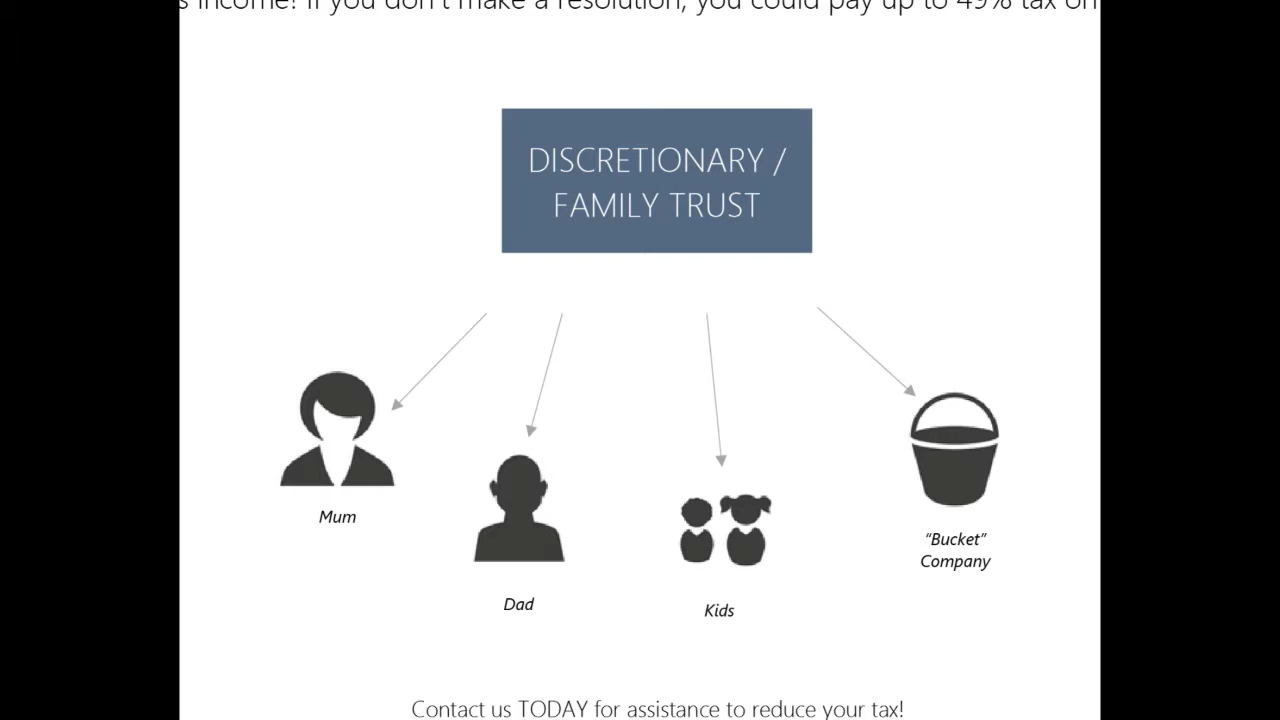 s income! If you don't make a resolution, you could pay up to 49% tax on
DISCRETIONARY /
FAMILY TRUST
Mum
Dad
Kids
“Bucket”
Company
Contact us TODAY for assistance to reduce your tax!